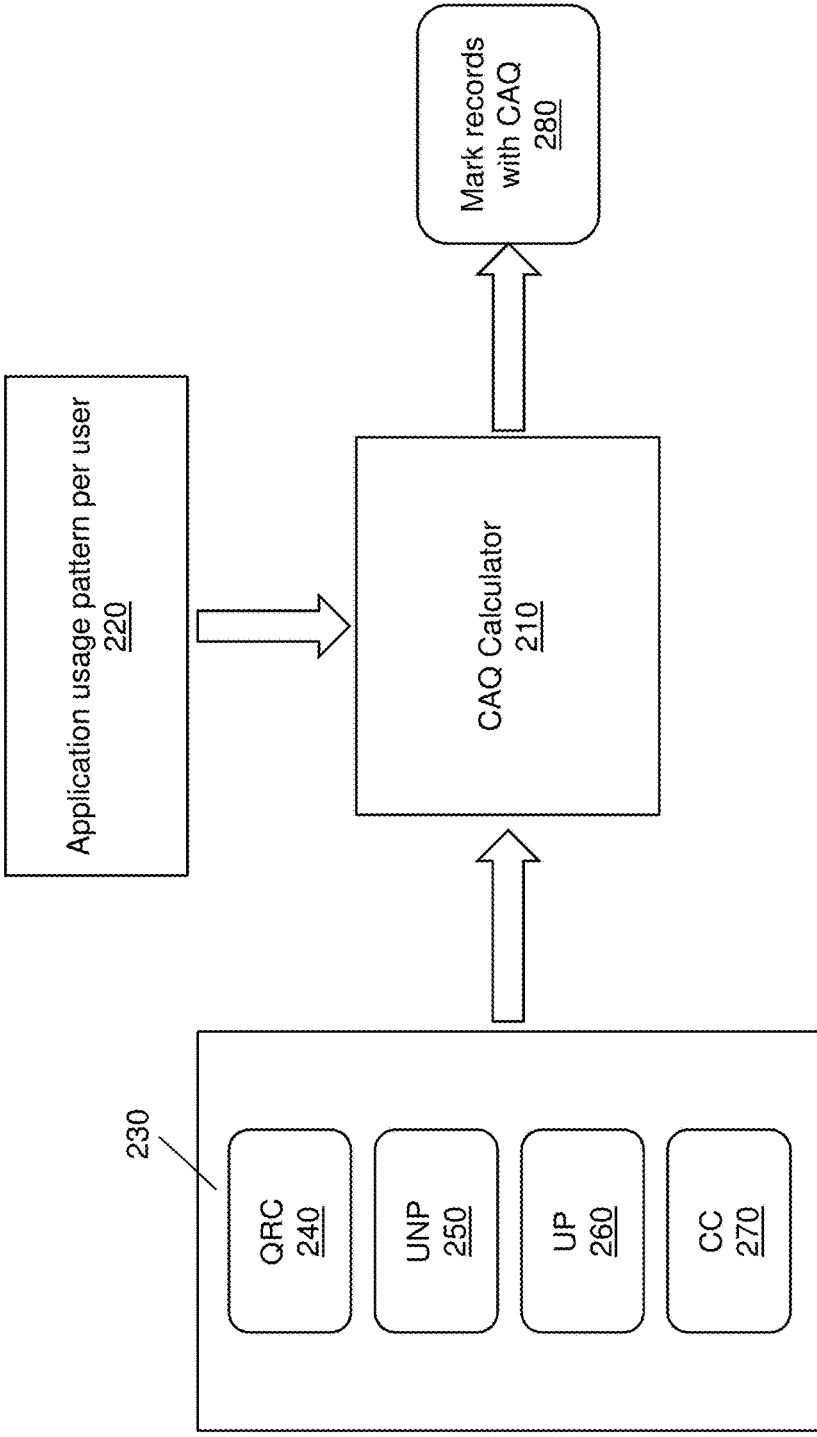 Application usage pattern per user
220
230
QRC
240
UNP
250
UP
260
CC
270
CAQ Calculator
210
Mark records
with CAQ
280